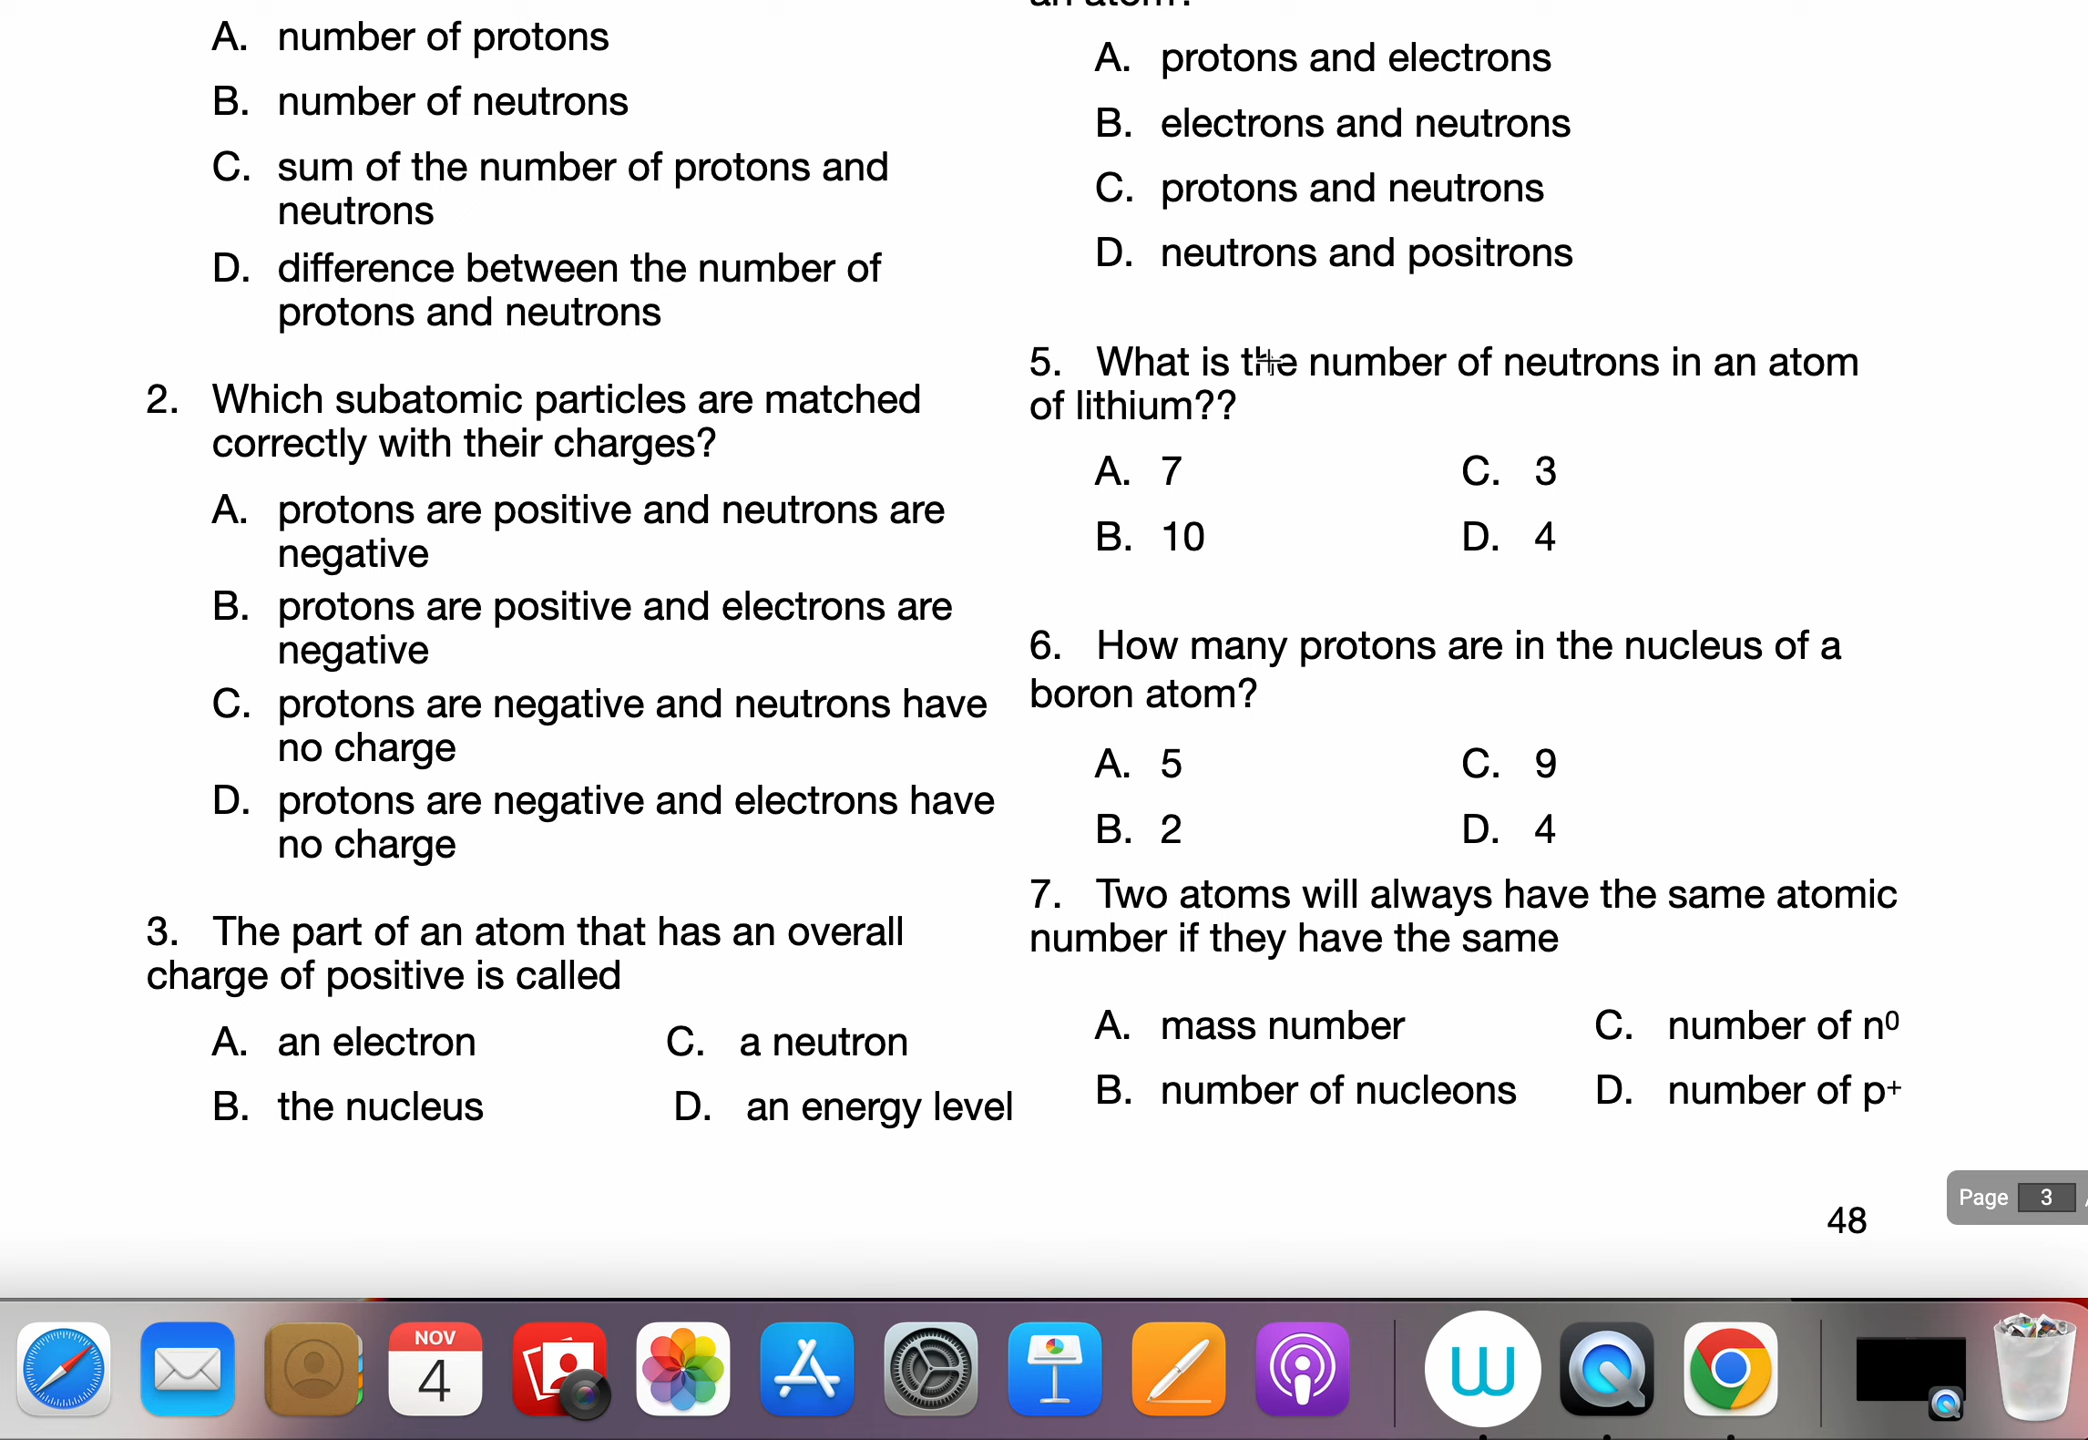 A. number of protons
B. number of neutrons
C. sum of the number of protons and
neutrons
D. difference between the number of
protons and neutrons
2. Which subatomic particles are matched
correctly with their charges?
A. protons are positive and neutrons are
negative
B. protons are positive and electrons are
negative
C. protons are negative and neutrons have
no charge
D. protons are negative and electrons have
no charge
3. The part of an atom that has an overall
charge of positive is called
A. an electron C. a neutron
B. the nucleus D. an energy level
an atom?
A. protons and electrons
B. electrons and neutrons
C. protons and neutrons
D. neutrons and positrons
5. What is the number of neutrons in an atom
of lithium??
A. 7 C. 3
B. 10 D. 4
6. How many protons are in the nucleus of a
boron atom?
A. 5 C. 9
B. 2 D. 4
7. Two atoms will always have the same atomic
number if they have the same
A. mass number C. number of n⁰
B. number of nucleons D. number of p⁺
Page 3
48
NOV
4